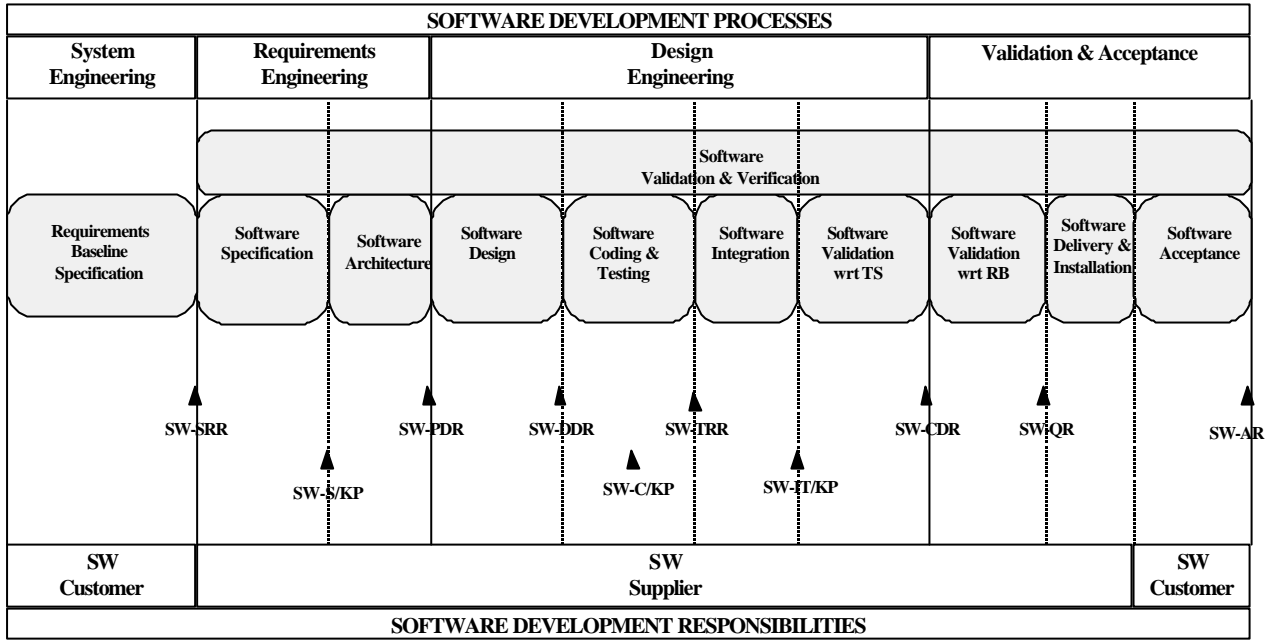 SOFTWARE DEVELOPMENT PROCESSES
System
Engineering
Requirements
Engineering
Design
Engineering
Validation & Acceptance
Software
Validation & Verification
Requirements
Baseline
Specification
Software
Specification
Software
Architecture
Software
Design
Software
Coding &
Testing
Software
Integration
Software
Validation
wrt TS
Software
Validation
wrt RB
Software
Delivery &
Installation
Software
Acceptance
SW-SRR
SW-PDR
SW-DDR
SW-TRR
SW-CDR
SW-QR
SW-AR
SW-S/KP
SW-C/KP
SW-IT/KP
SW
Customer
SW
Supplier
SW
Customer
SOFTWARE DEVELOPMENT RESPONSIBILITIES